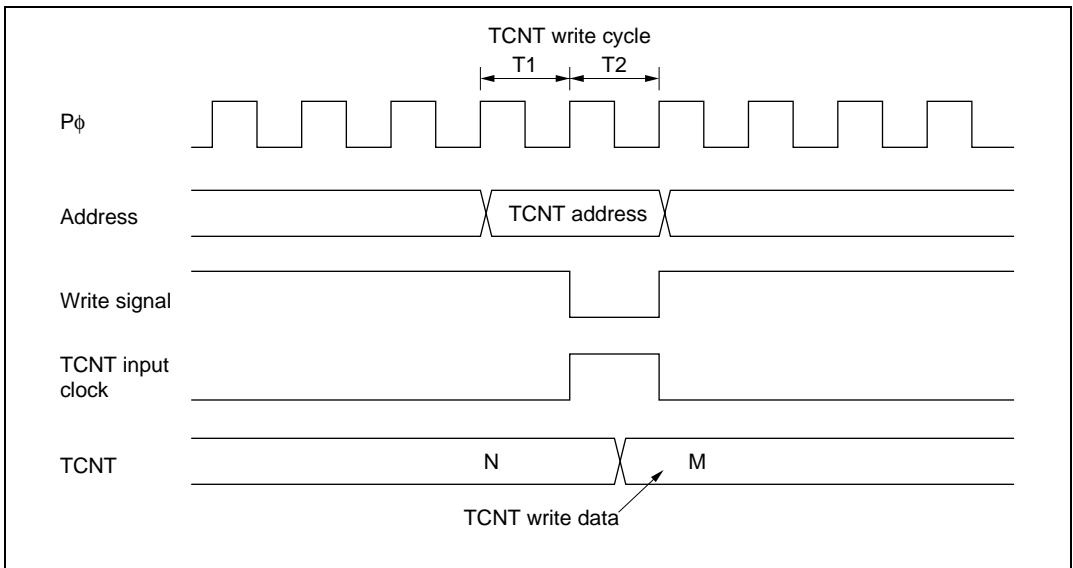 TCNT write cycle
T1 T2
Pϕ
Address
TCNT address
Write signal
TCNT input
clock
TCNT
N
M
TCNT write data